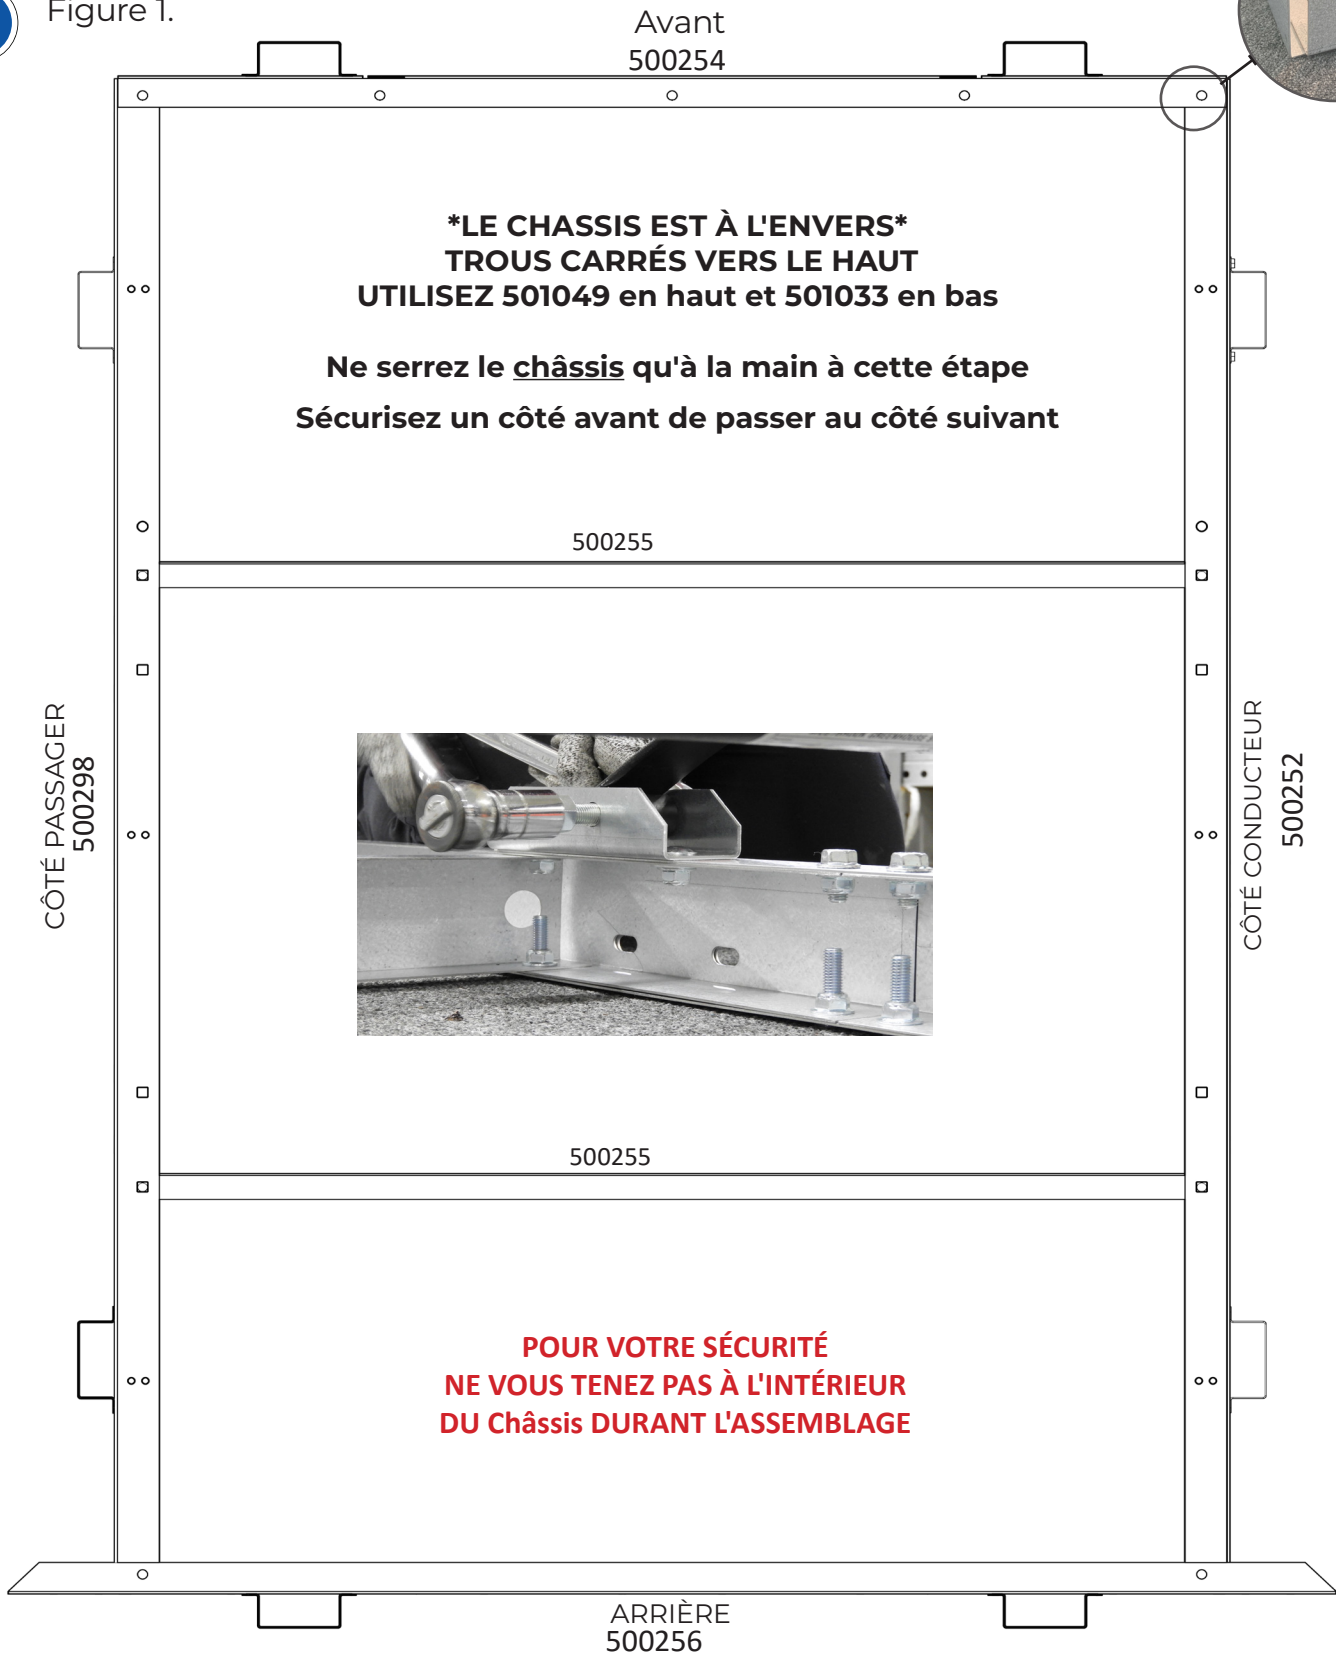 Figure 1.
Avant
500254
*LE CHASSIS EST À L'ENVERS*
TROUS CARRÉS VERS LE HAUT
UTILISEZ 501049 en haut et 501033 en bas
Ne serrez le châssis qu'à la main à cette étape
Sécurisez un côté avant de passer au côté suivant
500255
CÔTÉ PASSAGER
500298
CÔTÉ CONDUCTEUR
500252
500255
POUR VOTRE SÉCURITÉ
NE VOUS TENEZ PAS À L'INTÉRIEUR
DU Châssis DURANT L'ASSEMBLAGE
ARRIÈRE
500256